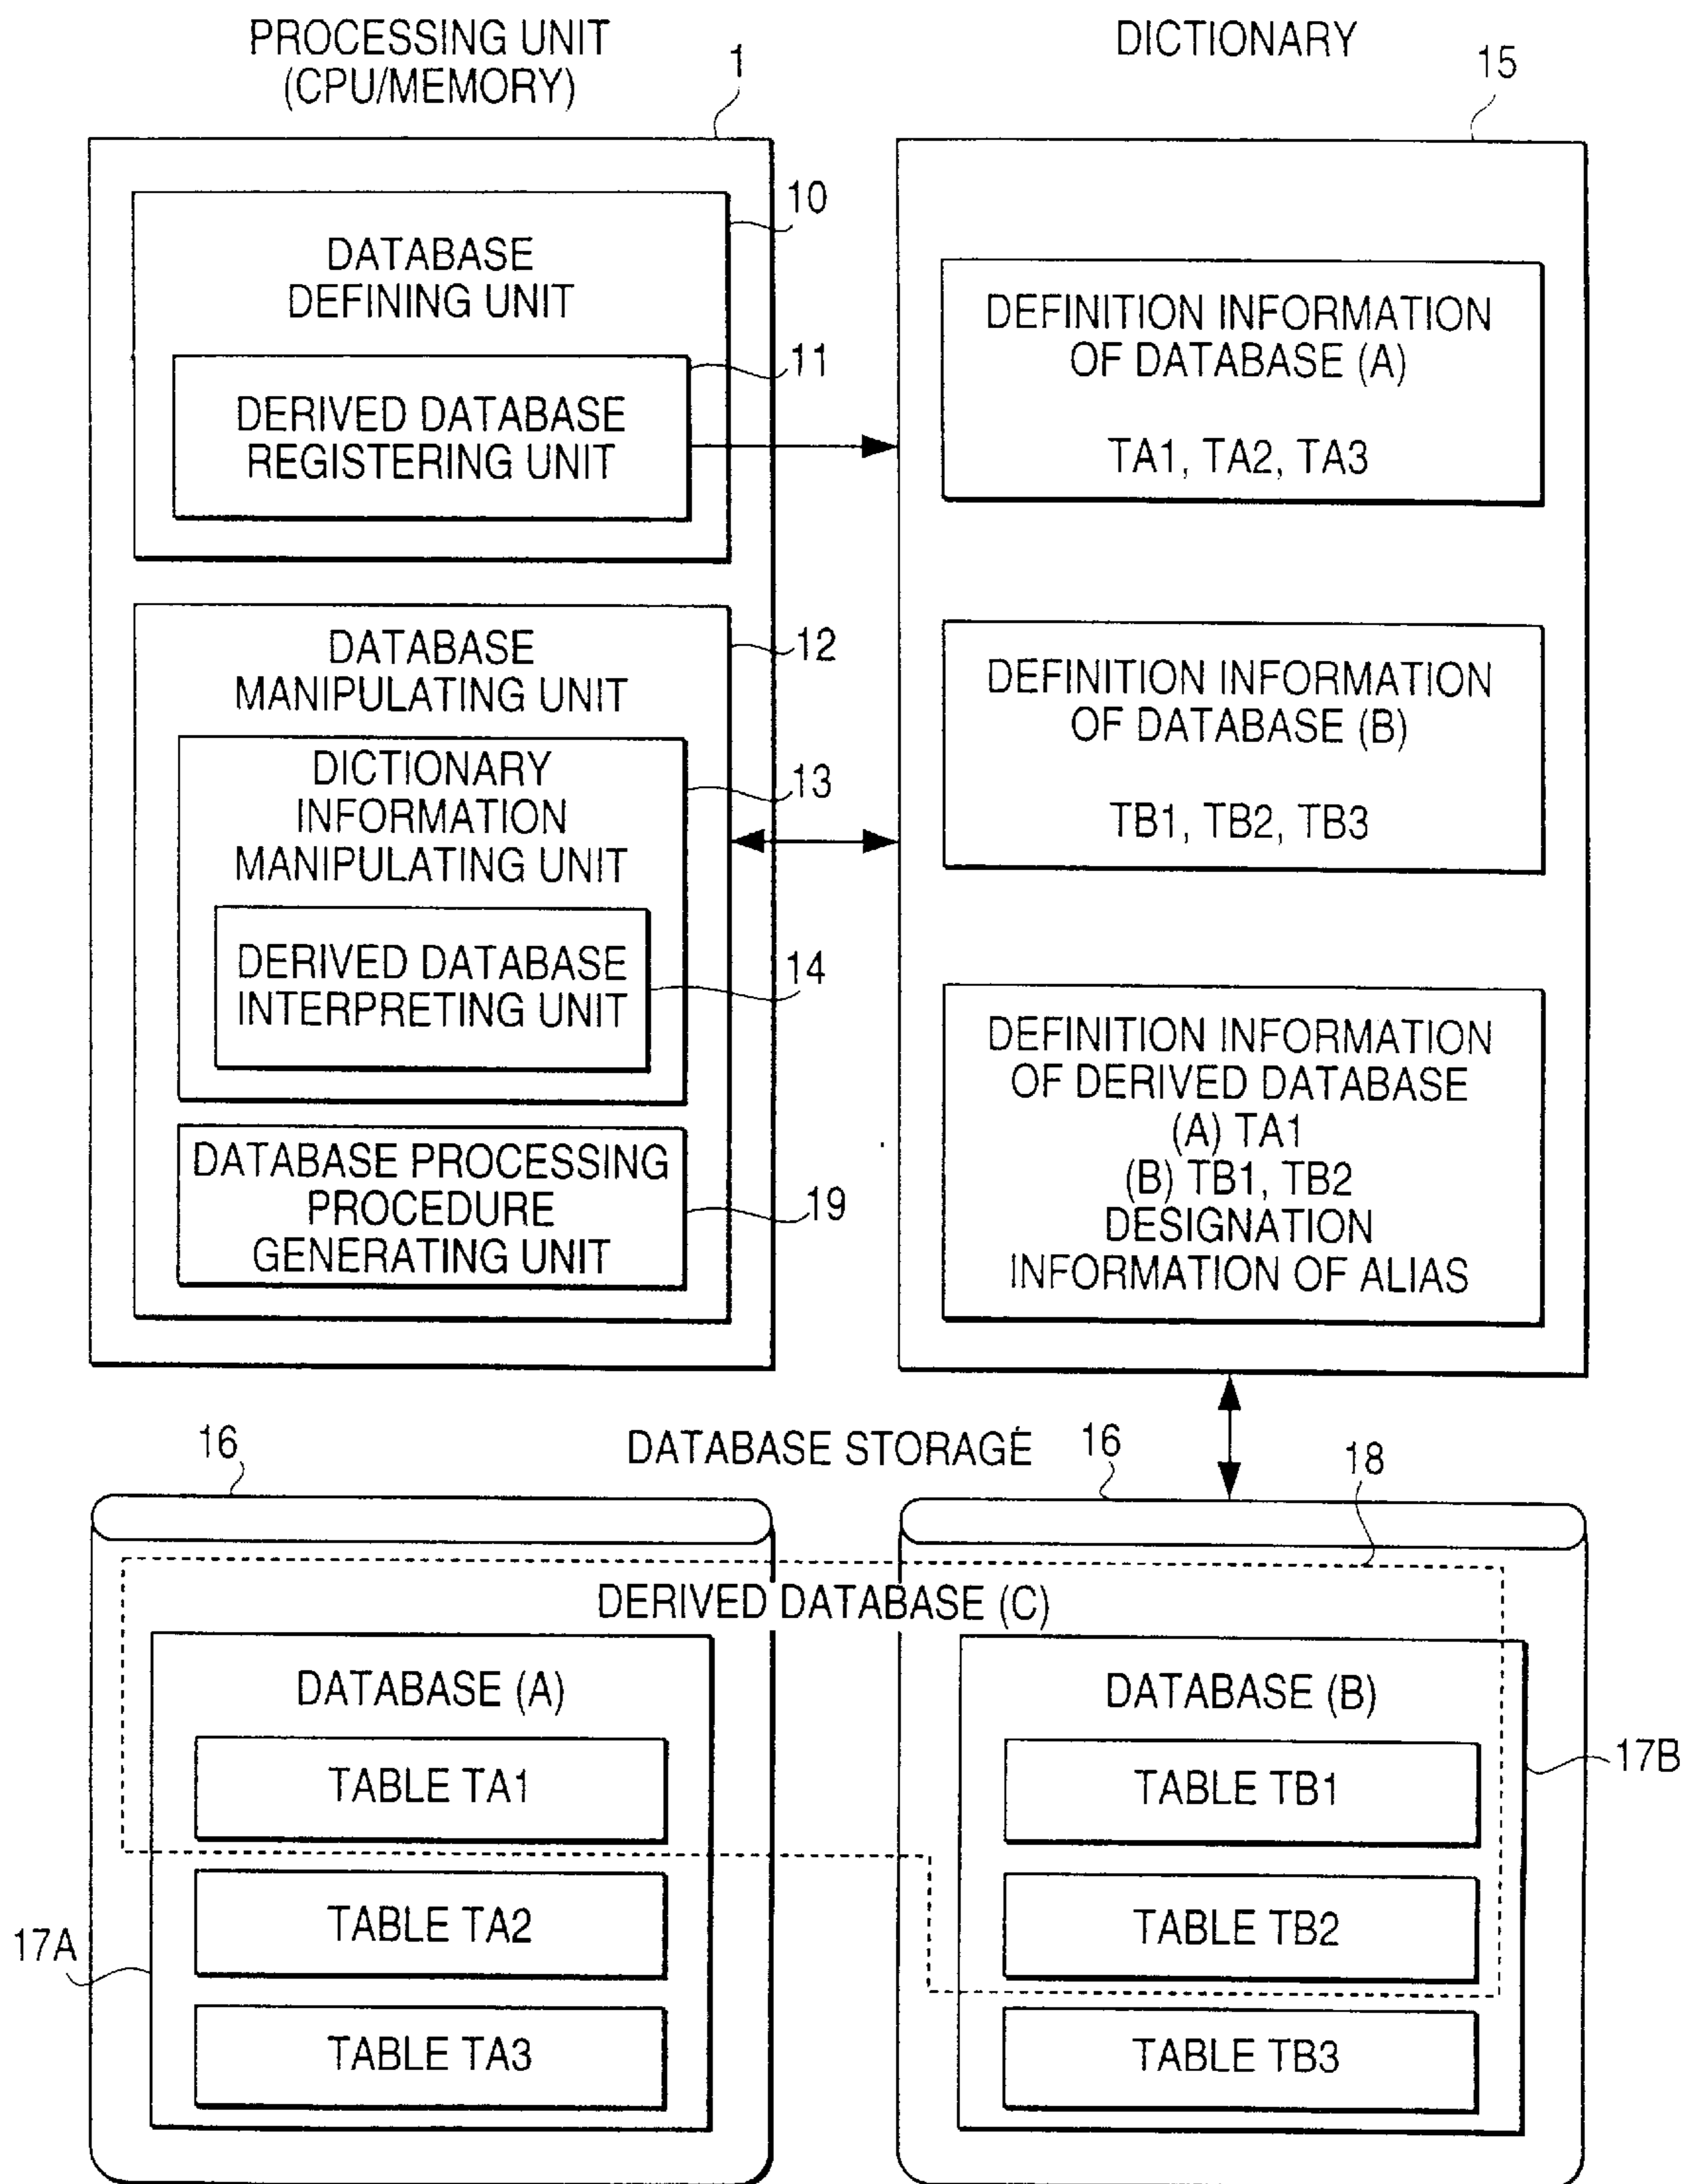 PROCESSING UNIT
(CPU/MEMORY)
1
10
DATABASE
DEFINING UNIT
11
DERIVED DATABASE
REGISTERING UNIT
12
DATABASE
MANIPULATING UNIT
13
DICTIONARY
INFORMATION
MANIPULATING UNIT
14
DERIVED DATABASE
INTERPRETING UNIT
DATABASE PROCESSING
PROCEDURE
GENERATING UNIT
19
DICTIONARY
15
DEFINITION INFORMATION
OF DATABASE (A)
TA1, TA2, TA3
DEFINITION INFORMATION
OF DATABASE (B)
TB1, TB2, TB3
DEFINITION INFORMATION
OF DERIVED DATABASE
(A) TA1
(B) TB1, TB2
DESIGNATION
INFORMATION OF ALIAS
16
DATABASE STORAGE
16
18
DERIVED DATABASE (C)
DATABASE (A)
TABLE TA1
TABLE TA2
17A
TABLE TA3
DATABASE (B)
TABLE TB1
17B
TABLE TB2
TABLE TB3